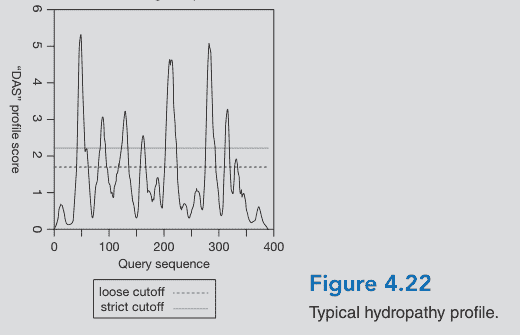 6
5
4
3
2
1
0
"DAS" profile score
0
100
200
300
400
Query sequence
loose cutoff
strict cutoff
Figure 4.22
Typical hydropathy profile.